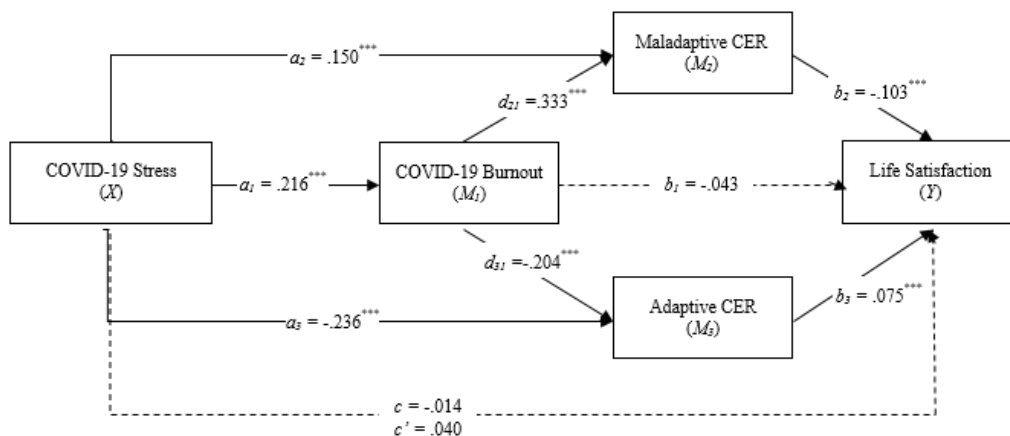 Maladaptive CER
(M₂)
a₂ = .150***
b₂ = -.103***
d₂₁ =.333***
COVID-19 Stress
(X)
a₁ = .216***
COVID-19 Burnout
(M₁)
b₁ = -.043
Life Satisfaction
(Y)
d₃₁ =-.204***
a₃ = -.236***
Adaptive CER
(M₃)
b₃ = .075***
c = -.014
c' = .040